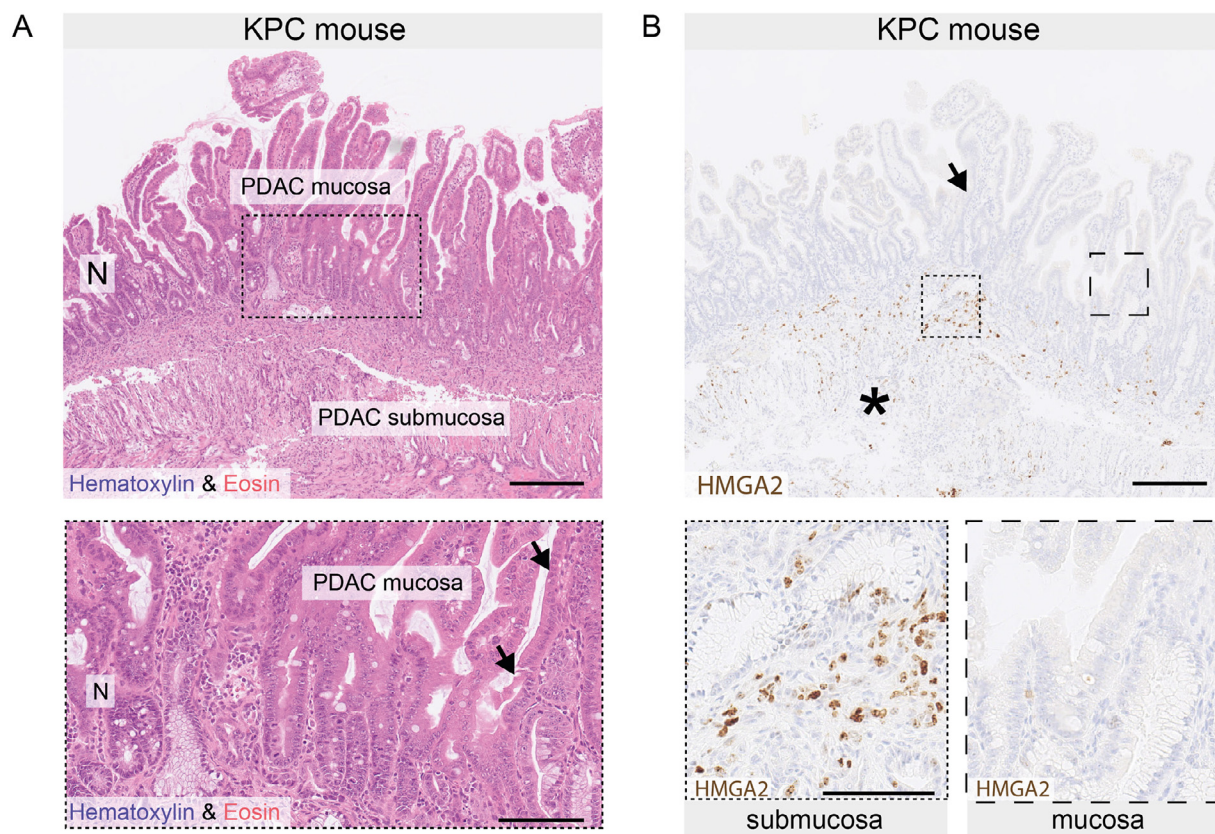 A
KPC mouse
PDAC mucosa
N
PDAC submucosa
Hematoxylin & Eosin
PDAC mucosa
N
Hematoxylin & Eosin
B
KPC mouse
*
HMGA2
HMGA2
submucosa
HMGA2
mucosa